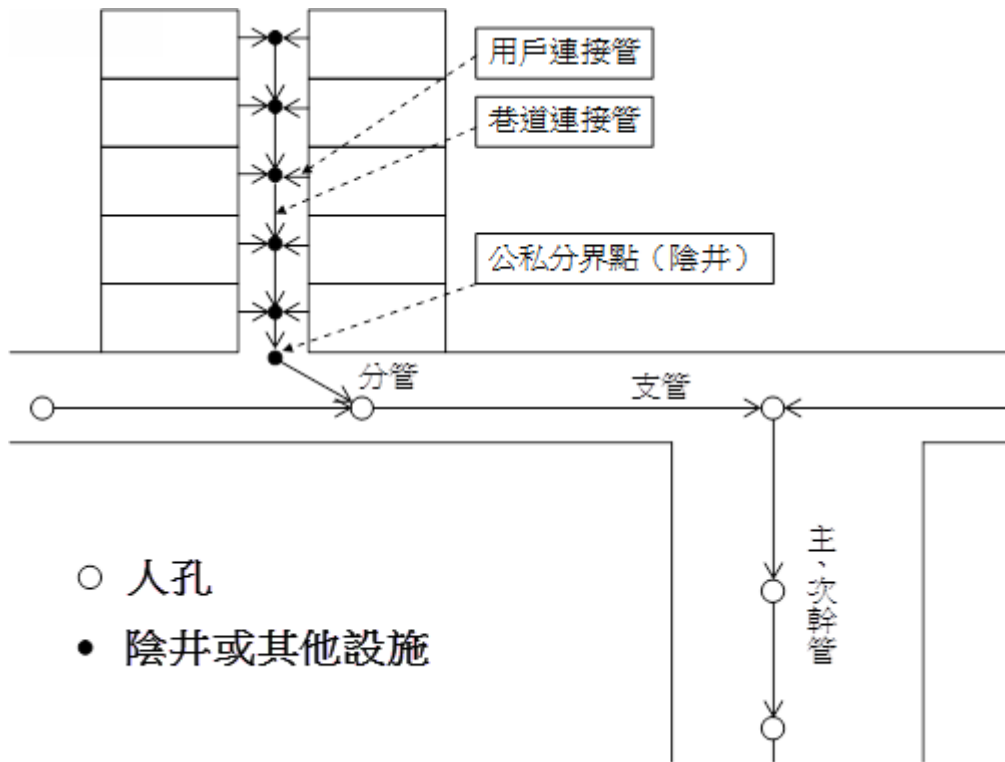 用戶連接管
巷道連接管
公私分界點（陰井）
分管
支管
主、次幹管
人孔
陰井或其他設施